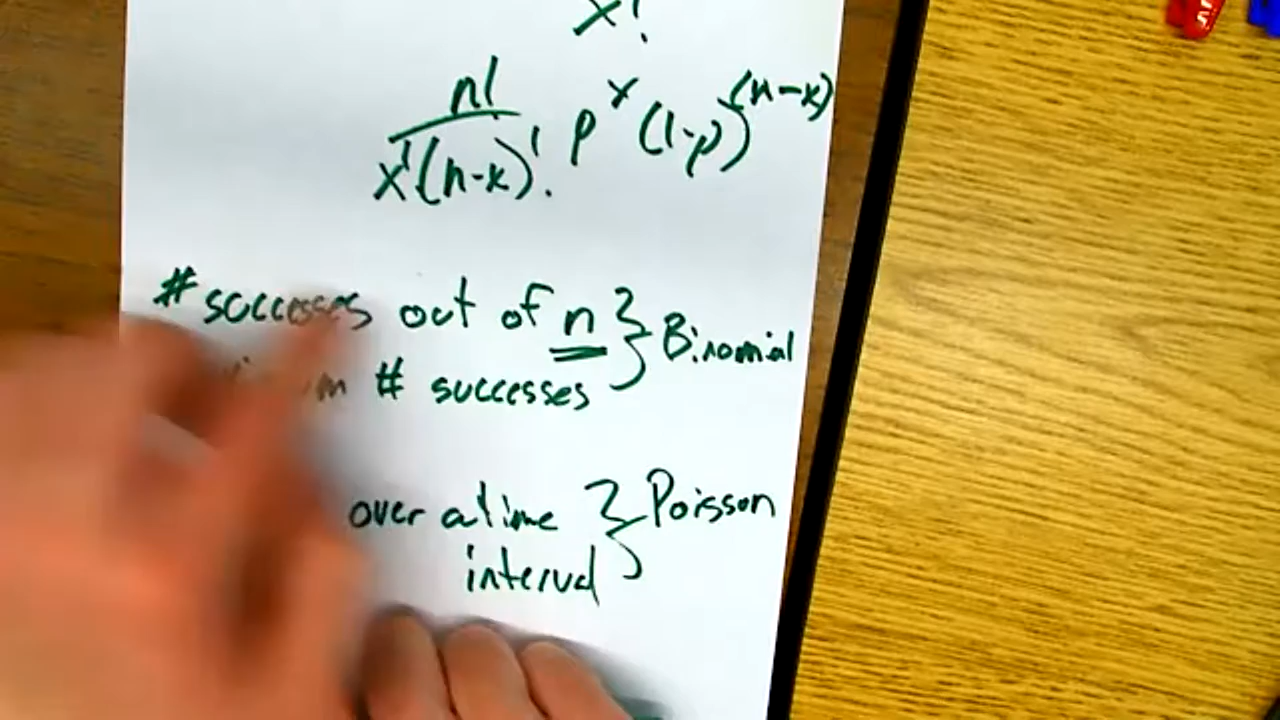 x!
n!
x!(n-x)! p^x (1-p)^(n-x)
# successes out of n } Binomial
# successes
over a time } Poisson
interval